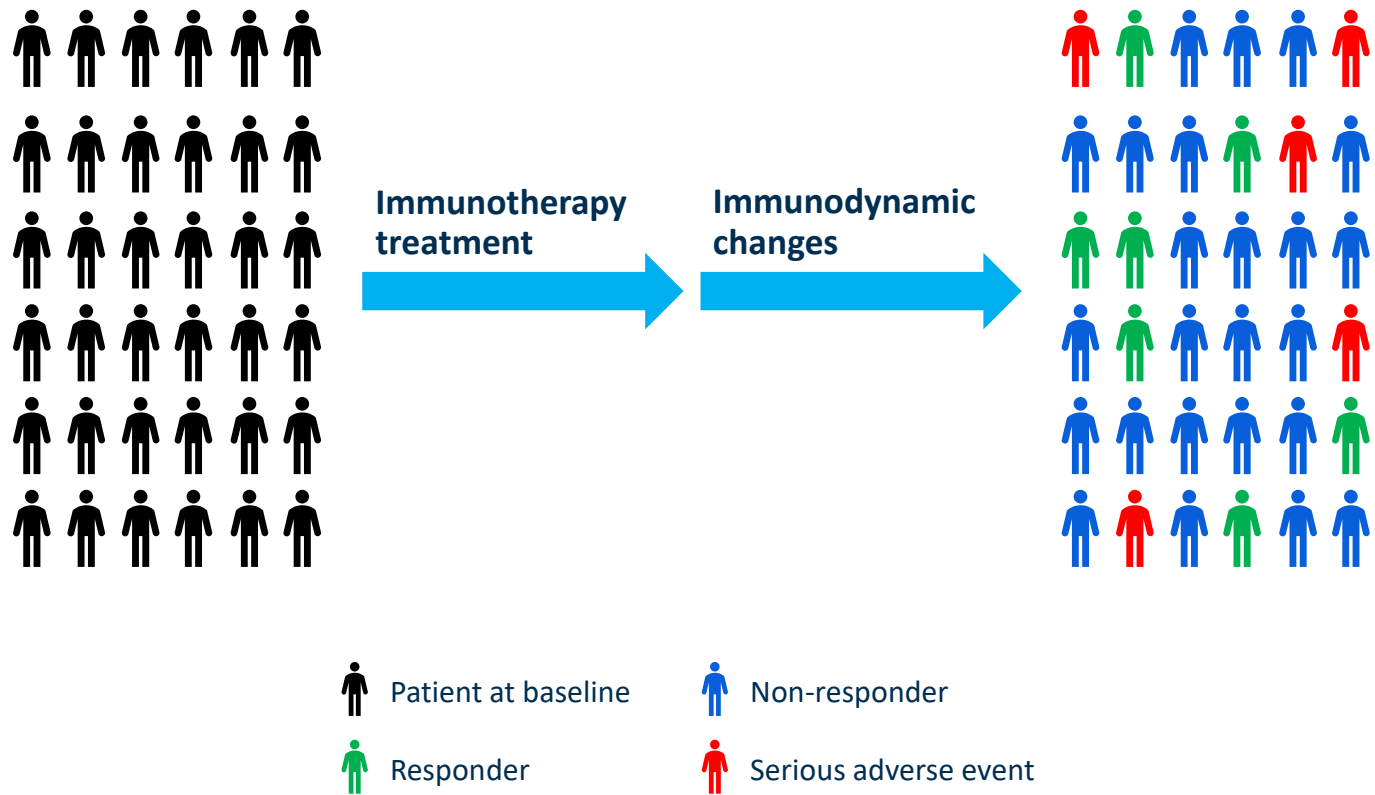 Immunotherapy
treatment
Immunodynamic
changes
Patient at baseline
Non-responder
Responder
Serious adverse event